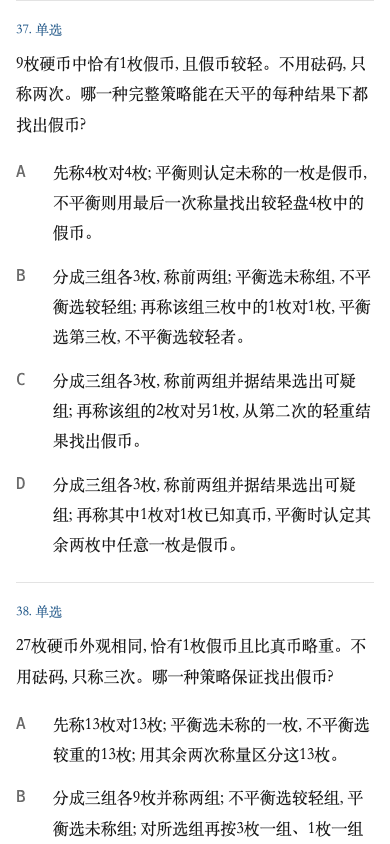 37. 单选
9枚硬币中恰有1枚假币, 且假币较轻。不用砝码, 只
称两次。哪一种完整策略能在天平的每种结果下都
找出假币?
A 先称4枚对4枚; 平衡则认定未称的一枚是假币,
不平衡则用最后一次称量找出较轻盘4枚中的
假币。
B 分成三组各3枚, 称前两组; 平衡选未称组, 不平
衡选较轻组; 再称该组三枚中的1枚对1枚, 平衡
选第三枚, 不平衡选较轻者。
C 分成三组各3枚, 称前两组并据结果选出可疑
组; 再称该组的2枚对另1枚, 从第二次的轻重结
果找出假币。
D 分成三组各3枚, 称前两组并据结果选出可疑
组; 再称其中1枚对1枚已知真币, 平衡时认定其
余两枚中任意一枚是假币。
38. 单选
27枚硬币外观相同, 恰有1枚假币且比真币略重。不
用砝码, 只称三次。哪一种策略保证找出假币?
A 先称13枚对13枚; 平衡选未称的一枚, 不平衡选
较重的13枚; 用其余两次称量区分这13枚。
B 分成三组各9枚并称两组; 不平衡选较轻组, 平
衡选未称组; 对所选组再按3枚一组、1枚一组